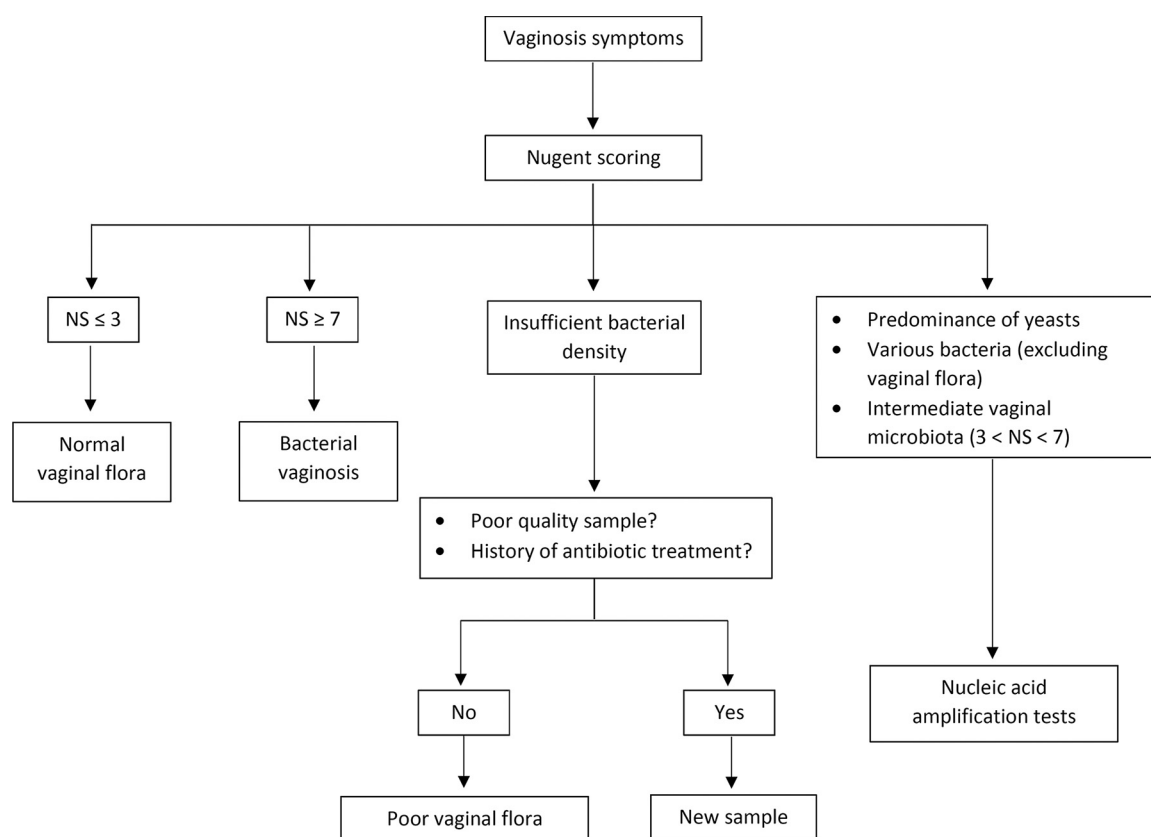 Vaginosis symptoms
Nugent scoring
NS ≤ 3
NS ≥ 7
Insufficient bacterial
density
• Predominance of yeasts
• Various bacteria (excluding
vaginal flora)
• Intermediate vaginal
microbiota (3 < NS < 7)
Normal
vaginal flora
Bacterial
vaginosis
• Poor quality sample?
• History of antibiotic treatment?
No
Yes
Nucleic acid
amplification tests
Poor vaginal flora
New sample